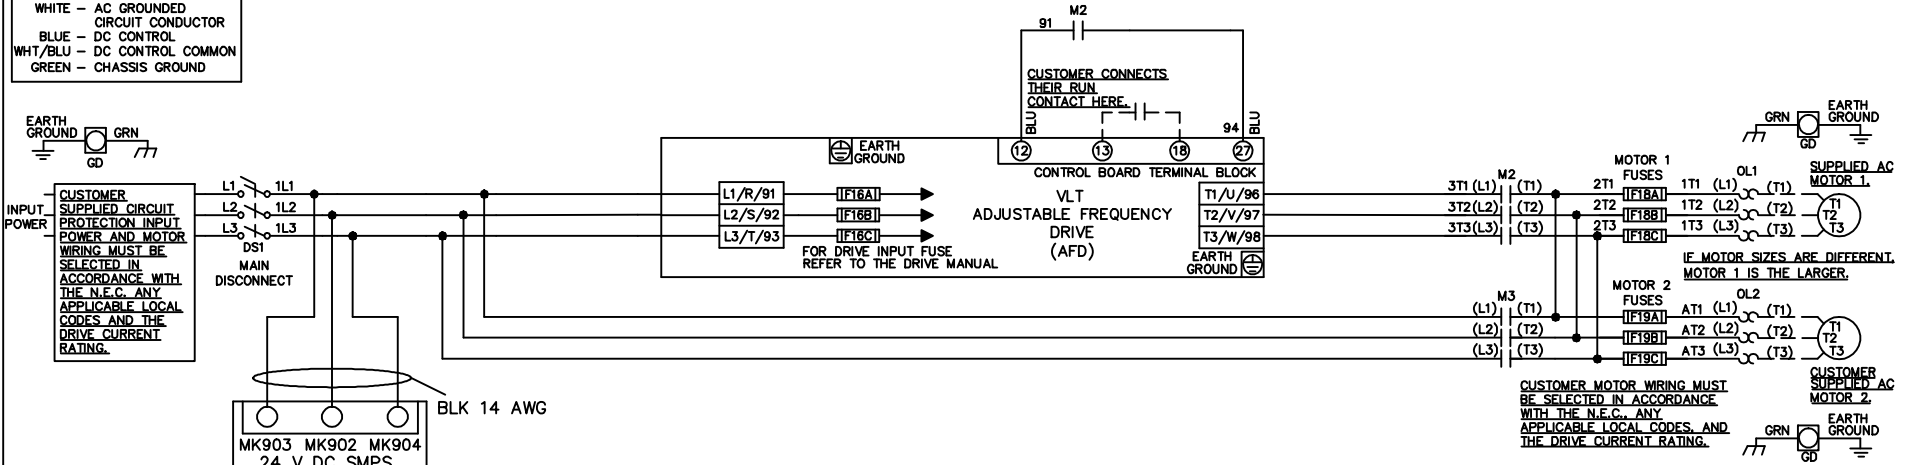 WHITE – AC GROUNDED
CIRCUIT CONDUCTOR
BLUE – DC CONTROL
WHT/BLU – DC CONTROL COMMON
GREEN – CHASSIS GROUND
EARTH
GROUND
GRN
GD
INPUT
POWER
CUSTOMER
SUPPLIED CIRCUIT
PROTECTION INPUT
POWER AND MOTOR
WIRING MUST BE
SELECTED IN
ACCORDANCE WITH
THE N.E.C. ANY
APPLICABLE LOCAL
CODES AND THE
DRIVE CURRENT
RATING.
L1 1L1
L2 1L2
L3 1L3
DS1
MAIN
DISCONNECT
BLK 14 AWG
MK903 MK902 MK904
24 V DC SMPS
M2
91
CUSTOMER CONNECTS
THEIR RUN
CONTACT HERE.
BLU
94
BLU
12 13 18 27
CONTROL BOARD TERMINAL BLOCK
EARTH
GROUND
L1/R/91 F16A
L2/S/92 F16B
L3/T/93 F16C
FOR DRIVE INPUT FUSE
REFER TO THE DRIVE MANUAL
VLT
ADJUSTABLE FREQUENCY
DRIVE
(AFD)
T1/U/96
T2/V/97
T3/W/98
EARTH
GROUND
M2
3T1 (L1) (T1)
3T2(L2) (T2)
3T3(L3) (T3)
M3
(L1) (T1)
(L2) (T2)
(L3) (T3)
MOTOR 1
FUSES
OL1
2T1 F18A 1T1 (L1) (T1)
2T2 F18B 1T2 (L2) (T2)
2T3 F18C 1T3 (L3) (T3)
GRN
EARTH
GROUND
GD
SUPPLIED AC
MOTOR 1.
T1
T2
T3
IF MOTOR SIZES ARE DIFFERENT,
MOTOR 1 IS THE LARGER.
MOTOR 2
FUSES
OL2
F19A AT1 (L1) (T1)
F19B AT2 (L2) (T2)
F19C AT3 (L3) (T3)
T1
T2
T3
CUSTOMER
SUPPLIED AC
MOTOR 2.
CUSTOMER MOTOR WIRING MUST
BE SELECTED IN ACCORDANCE
WITH THE N.E.C., ANY
APPLICABLE LOCAL CODES, AND
THE DRIVE CURRENT RATING.
GRN
EARTH
GROUND
GD